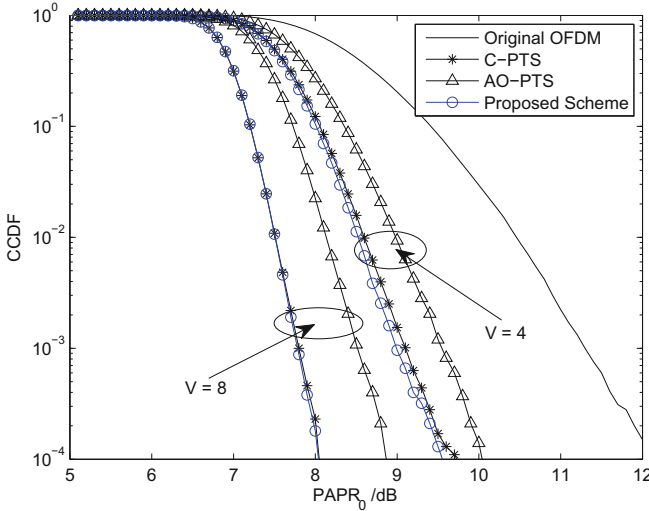 10^0
10^-1
10^-2
10^-3
10^-4
CCDF
Original OFDM
C-PTS
AO-PTS
Proposed Scheme
V = 4
V = 8
5 6 7 8 9 10 11 12
PAPR_0 /dB